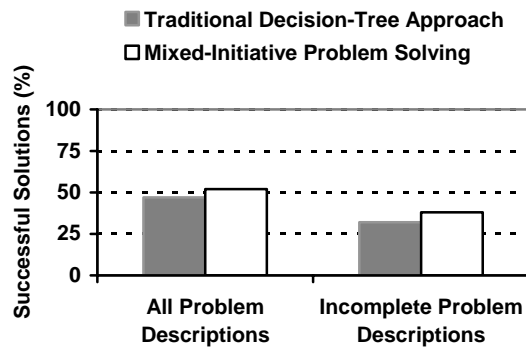 Traditional Decision-Tree Approach
Mixed-Initiative Problem Solving
Successful Solutions (%)
100
75
50
25
0
All Problem
Descriptions
Incomplete Problem
Descriptions